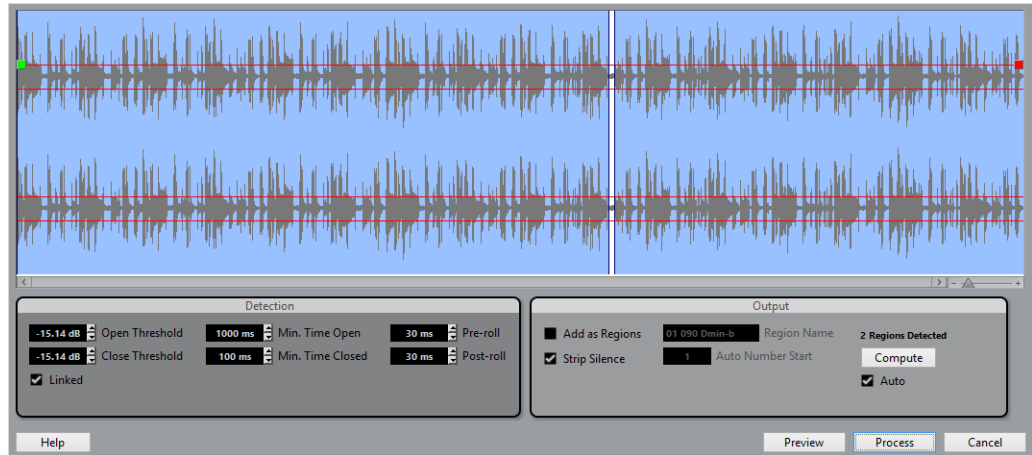 Detection
-15.14 dB Open Threshold 1000 ms Min. Time Open 30 ms Pre-roll
-15.14 dB Close Threshold 100 ms Min. Time Closed 30 ms Post-roll
Linked
Output
Add as Regions 01 090 Dmin-b Region Name 2 Regions Detected
Strip Silence 1 Auto Number Start Compute
Auto
Help Preview Process Cancel